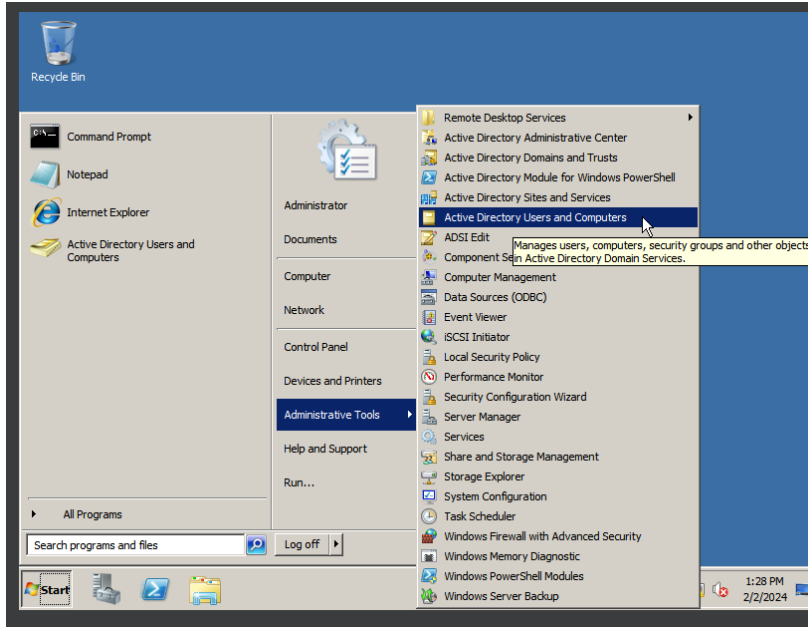 Recycle Bin
Command Prompt
Notepad
Internet Explorer
Active Directory Users and
Computers
All Programs
Search programs and files
Administrator
Documents
Computer
Network
Control Panel
Devices and Printers
Administrative Tools
Help and Support
Run...
Log off
Remote Desktop Services
Active Directory Administrative Center
Active Directory Domains and Trusts
Active Directory Module for Windows PowerShell
Active Directory Sites and Services
Active Directory Users and Computers
ADSI Edit
Manages users, computers, security groups and other objects
Component Se
in Active Directory Domain Services.
Computer Management
Data Sources (ODBC)
Event Viewer
iSCSI Initiator
Local Security Policy
Performance Monitor
Security Configuration Wizard
Server Manager
Services
Share and Storage Management
Storage Explorer
System Configuration
Task Scheduler
Windows Firewall with Advanced Security
Windows Memory Diagnostic
Windows PowerShell Modules
Windows Server Backup
Start
1:28 PM
2/2/2024